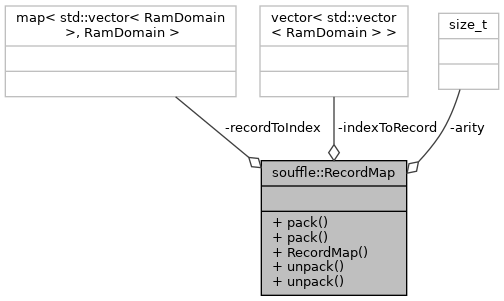 map< std::vector< RamDomain
>, RamDomain >
vector< std::vector
< RamDomain > >
size_t
-recordToIndex
-indexToRecord
-arity
souffle::RecordMap
+ pack()
+ pack()
+ RecordMap()
+ unpack()
+ unpack()